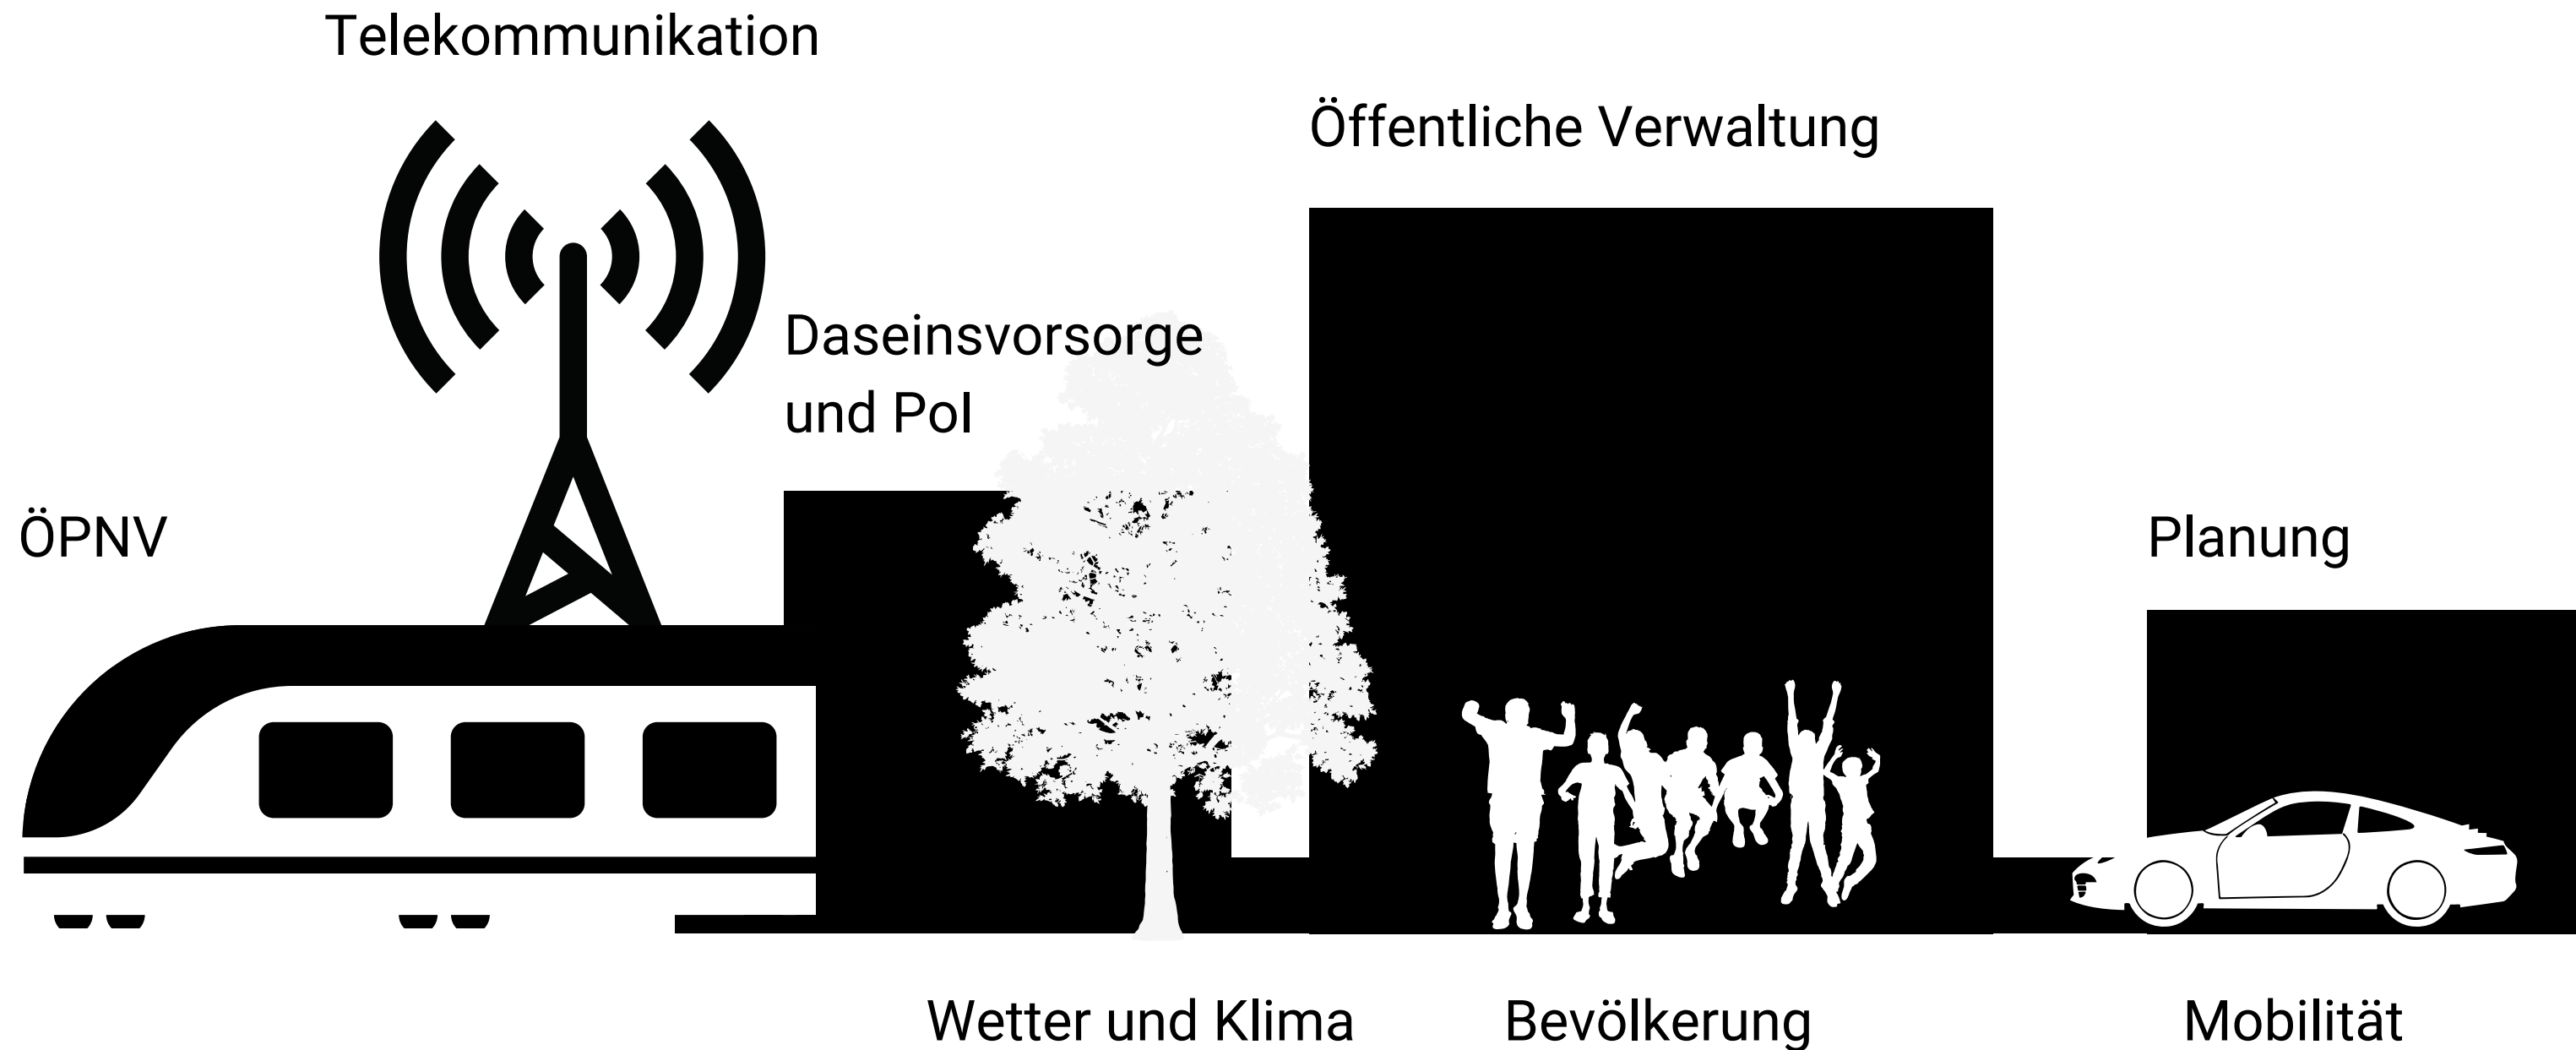 Telekommunikation
Öffentliche Verwaltung
Daseinsvorsorge
und PoI
ÖPNV
Planung
Wetter und Klima
Bevölkerung
Mobilität